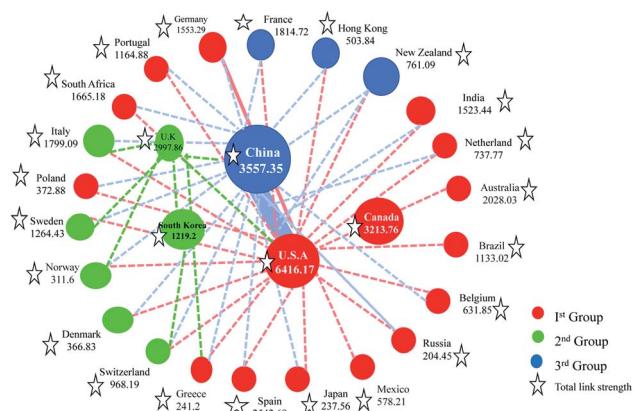 Germany
1553.29
France
1814.72
Hong Kong
503.84
New Zealand
761.09
Portugal
1164.88
South Africa
1665.18
India
1523.44
Italy
1799.09
U.K
2997.86
China
3557.35
Netherland
737.77
Poland
372.88
Australia
2028.03
Sweden
1264.43
South Korea
1219.2
Canada
3213.76
Norway
311.6
U.S.A
6416.17
Brazil
1133.02
Denmark
366.83
Belgium
631.85
Russia
204.45
Switzerland
968.19
Greece
241.2
Spain
Japan
237.56
Mexico
578.21
1st Group
2nd Group
3rd Group
Total link strength